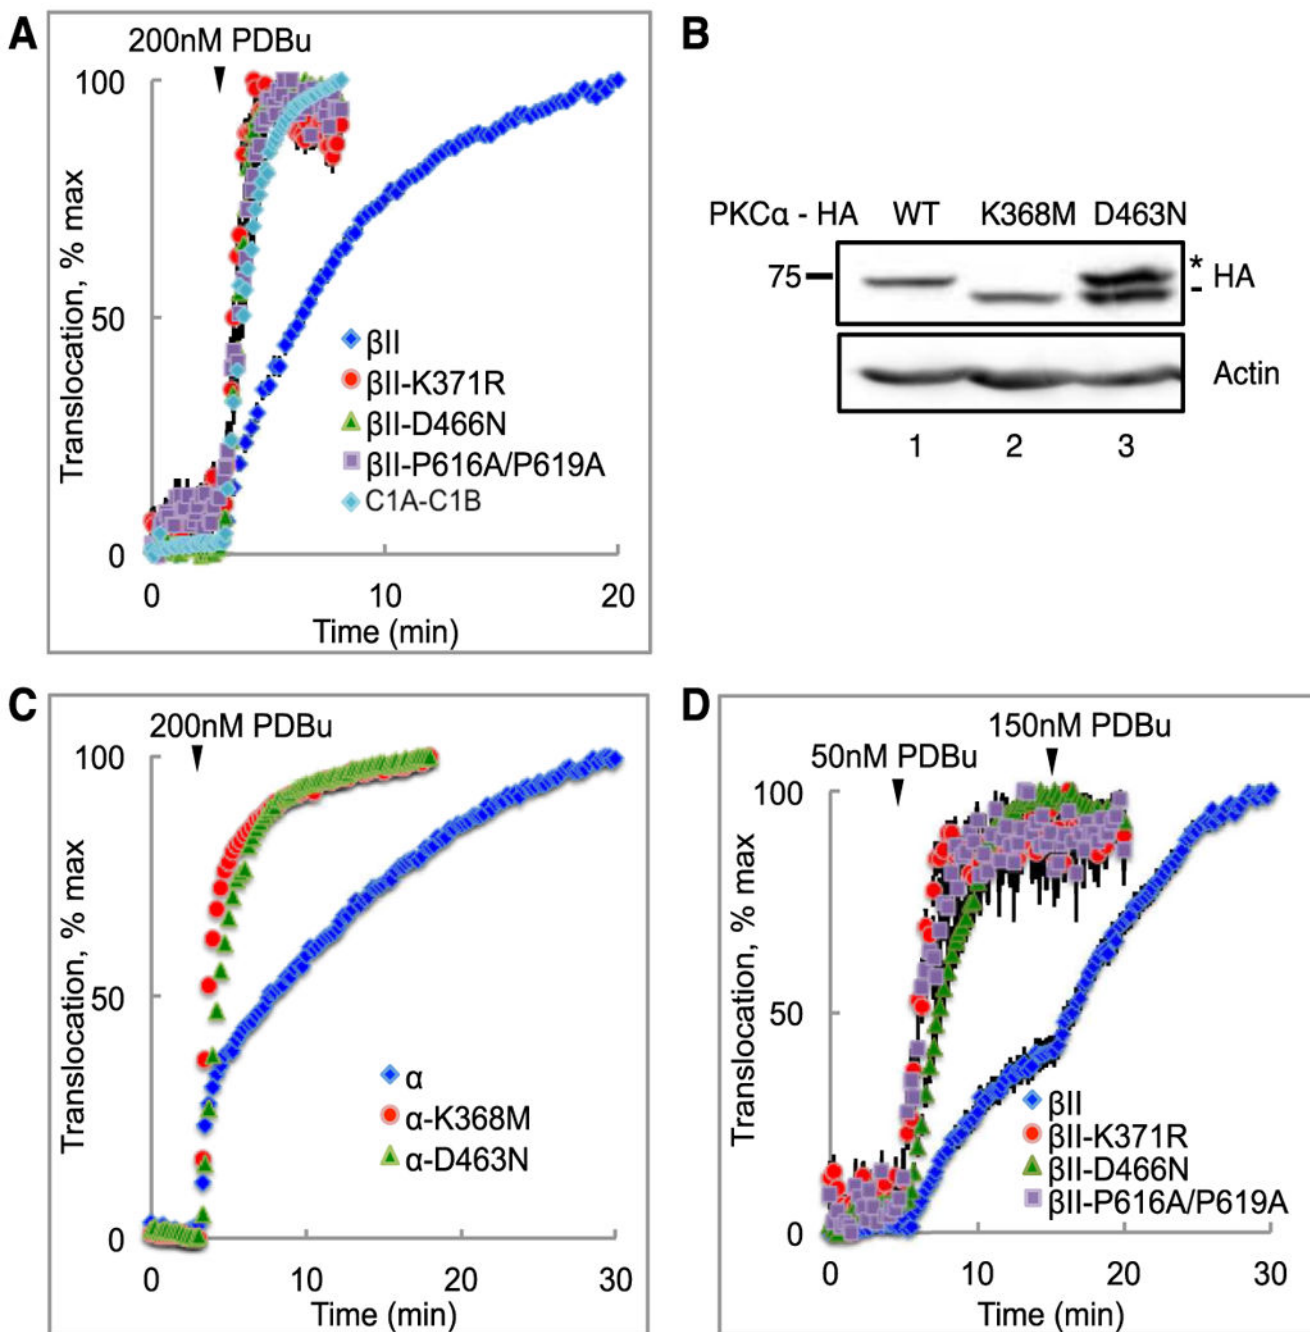 A
200nM PDBu
Translocation, % max
100
50
0
βII
βII-K371R
βII-D466N
βII-P616A/P619A
C1A-C1B
0 10 20
Time (min)
B
PKCα - HA WT K368M D463N
75
*
-
HA
Actin
1 2 3
C
200nM PDBu
Translocation, % max
100
50
0
α
α-K368M
α-D463N
0 10 20 30
Time (min)
D
150nM PDBu
50nM PDBu
Translocation, % max
100
50
0
βII
βII-K371R
βII-D466N
βII-P616A/P619A
0 10 20 30
Time (min)